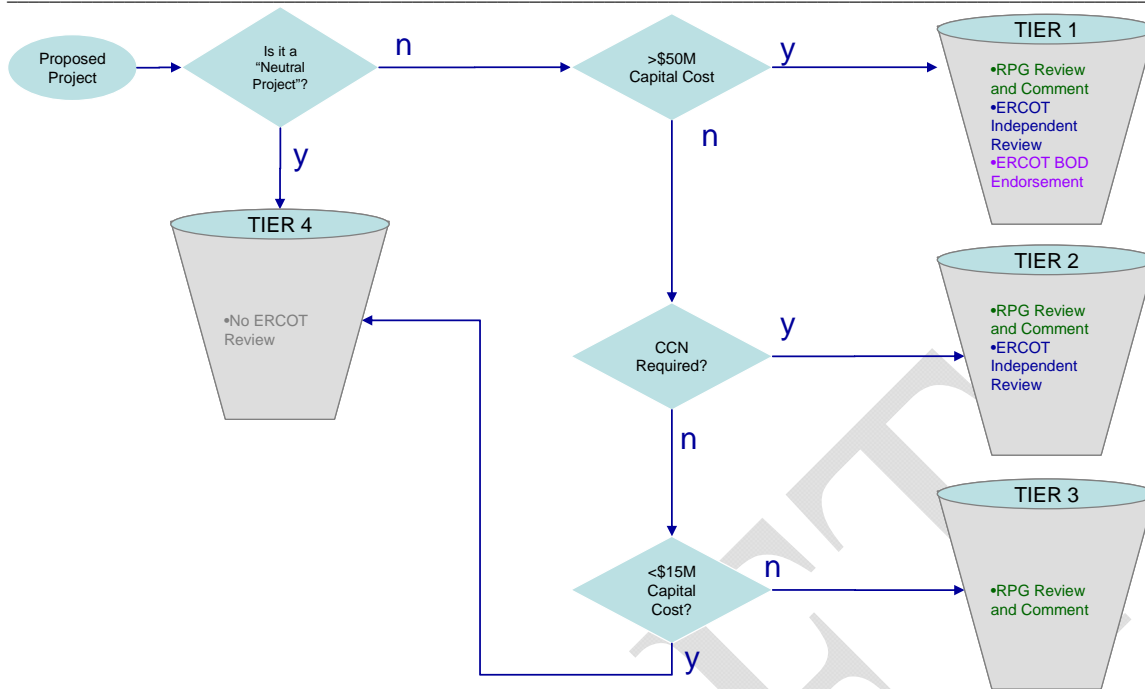 Proposed
Project
Is it a
“Neutral
Project”?
n
y
>$50M
Capital Cost
y
n
TIER 1
•RPG Review
and Comment
•ERCOT
Independent
Review
•ERCOT BOD
Endorsement
TIER 4
•No ERCOT
Review
CCN
Required?
y
n
TIER 2
•RPG Review
and Comment
•ERCOT
Independent
Review
<$15M
Capital
Cost?
n
y
TIER 3
•RPG Review
and Comment